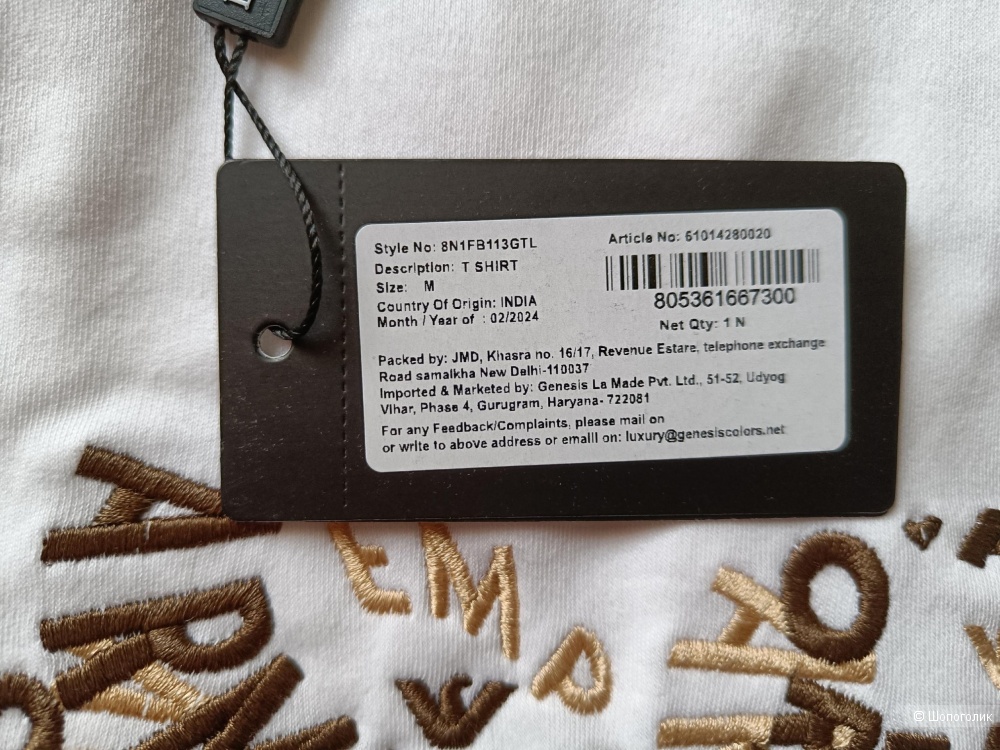 Style No: 8N1FB113GTL
Description: T SHIRT
Size: M
Country Of Origin: INDIA
Month / Year of : 02/2024
Article No: 61014280020
805361667300
Net Qty: 1 N
Packed by: JMD, Khasra no. 16/17, Revenue Estare, telephone exchange
Road samalkha New Delhi-110037
Imported & Marketed by: Genesis La Made Pvt. Ltd., 51-52, Udyog
Vihar, Phase 4, Gurugram, Haryana- 722081
For any Feedback/Complaints, please mail on
or write to above address or emaill on: luxury@genesiscolors.net
© Шопоголик